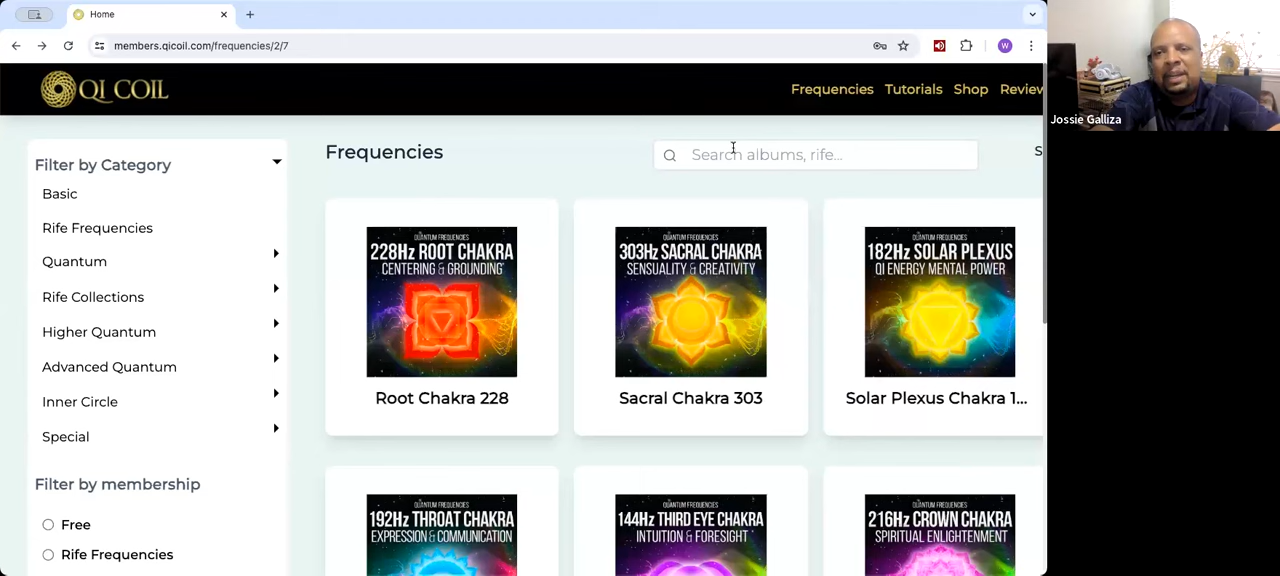 Home
members.qicoil.com/frequencies/2/7
W
QI COIL
Frequencies Tutorials Shop Review
Jossie Galliza
Filter by Category
Basic
Rife Frequencies
Quantum
Rife Collections
Higher Quantum
Advanced Quantum
Inner Circle
Special
Filter by membership
Free
Rife Frequencies
Frequencies
Search albums, rife...
S
QUANTUM FREQUENCIES
228Hz ROOT CHAKRA
CENTERING & GROUNDING
Root Chakra 228
QUANTUM FREQUENCIES
303Hz SACRAL CHAKRA
SENSUALITY & CREATIVITY
Sacral Chakra 303
QUANTUM FREQUENCIES
182Hz SOLAR PLEXUS
QI ENERGY MENTAL POWER
Solar Plexus Chakra 1...
QUANTUM FREQUENCIES
192Hz THROAT CHAKRA
EXPRESSION & COMMUNICATION
QUANTUM FREQUENCIES
144Hz THIRD EYE CHAKRA
INTUITION & FORESIGHT
QUANTUM FREQUENCIES
216Hz CROWN CHAKRA
SPIRITUAL ENLIGHTENMENT